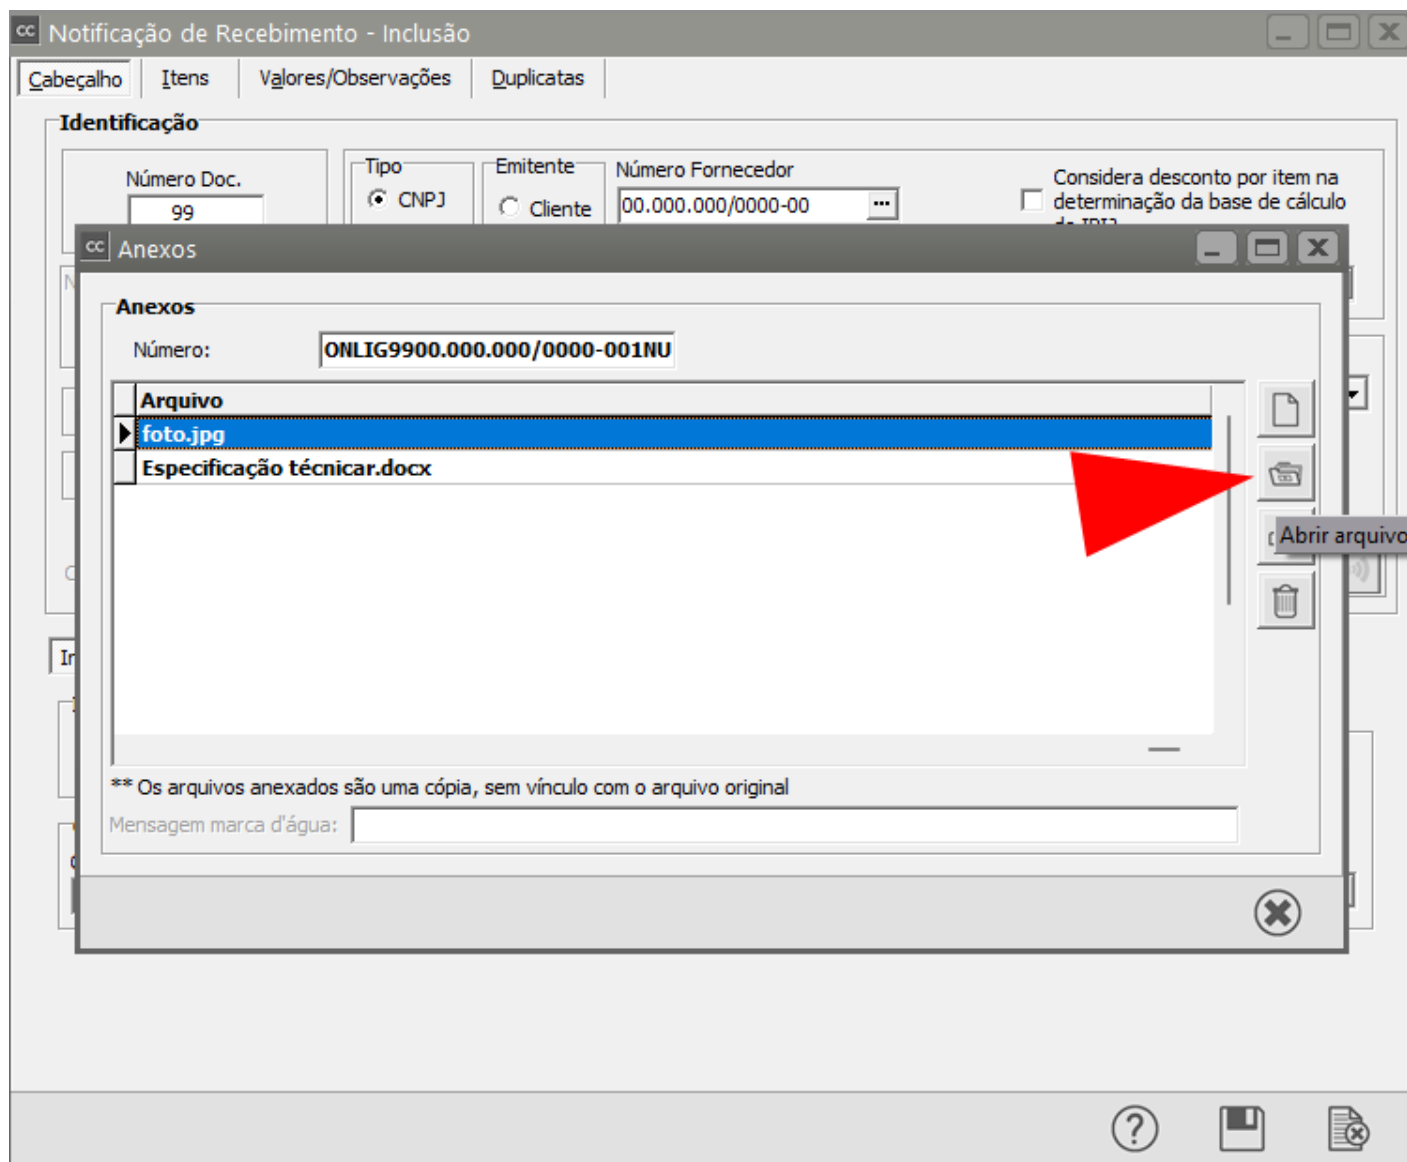 cc Notificação de Recebimento - Inclusão
Cabeçalho Itens Valores/Observações Duplicatas
Identificação
Número Doc.
99
Tipo
CNPJ
Emitente
Cliente
Número Fornecedor
00.000.000/0000-00 ...
Considera desconto por item na
determinação da base de cálculo
cc Anexos
Anexos
Número: ONLIG9900.000.000/0000-001NU
Arquivo
foto.jpg
Especificação técnicar.docx
Abrir arquivo
** Os arquivos anexados são uma cópia, sem vínculo com o arquivo original
Mensagem marca d'água: